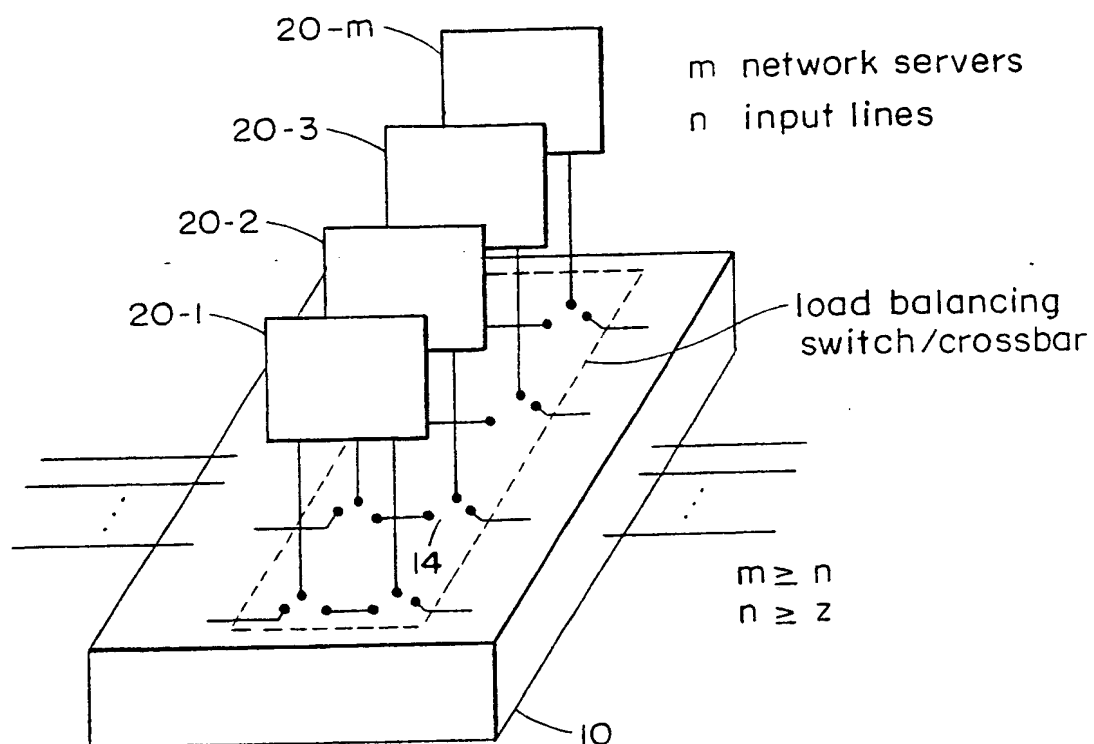 20-m
m network servers
n input lines
20-3
20-2
20-1
load balancing
switch/crossbar
14
m ≥ n
n ≥ z
10